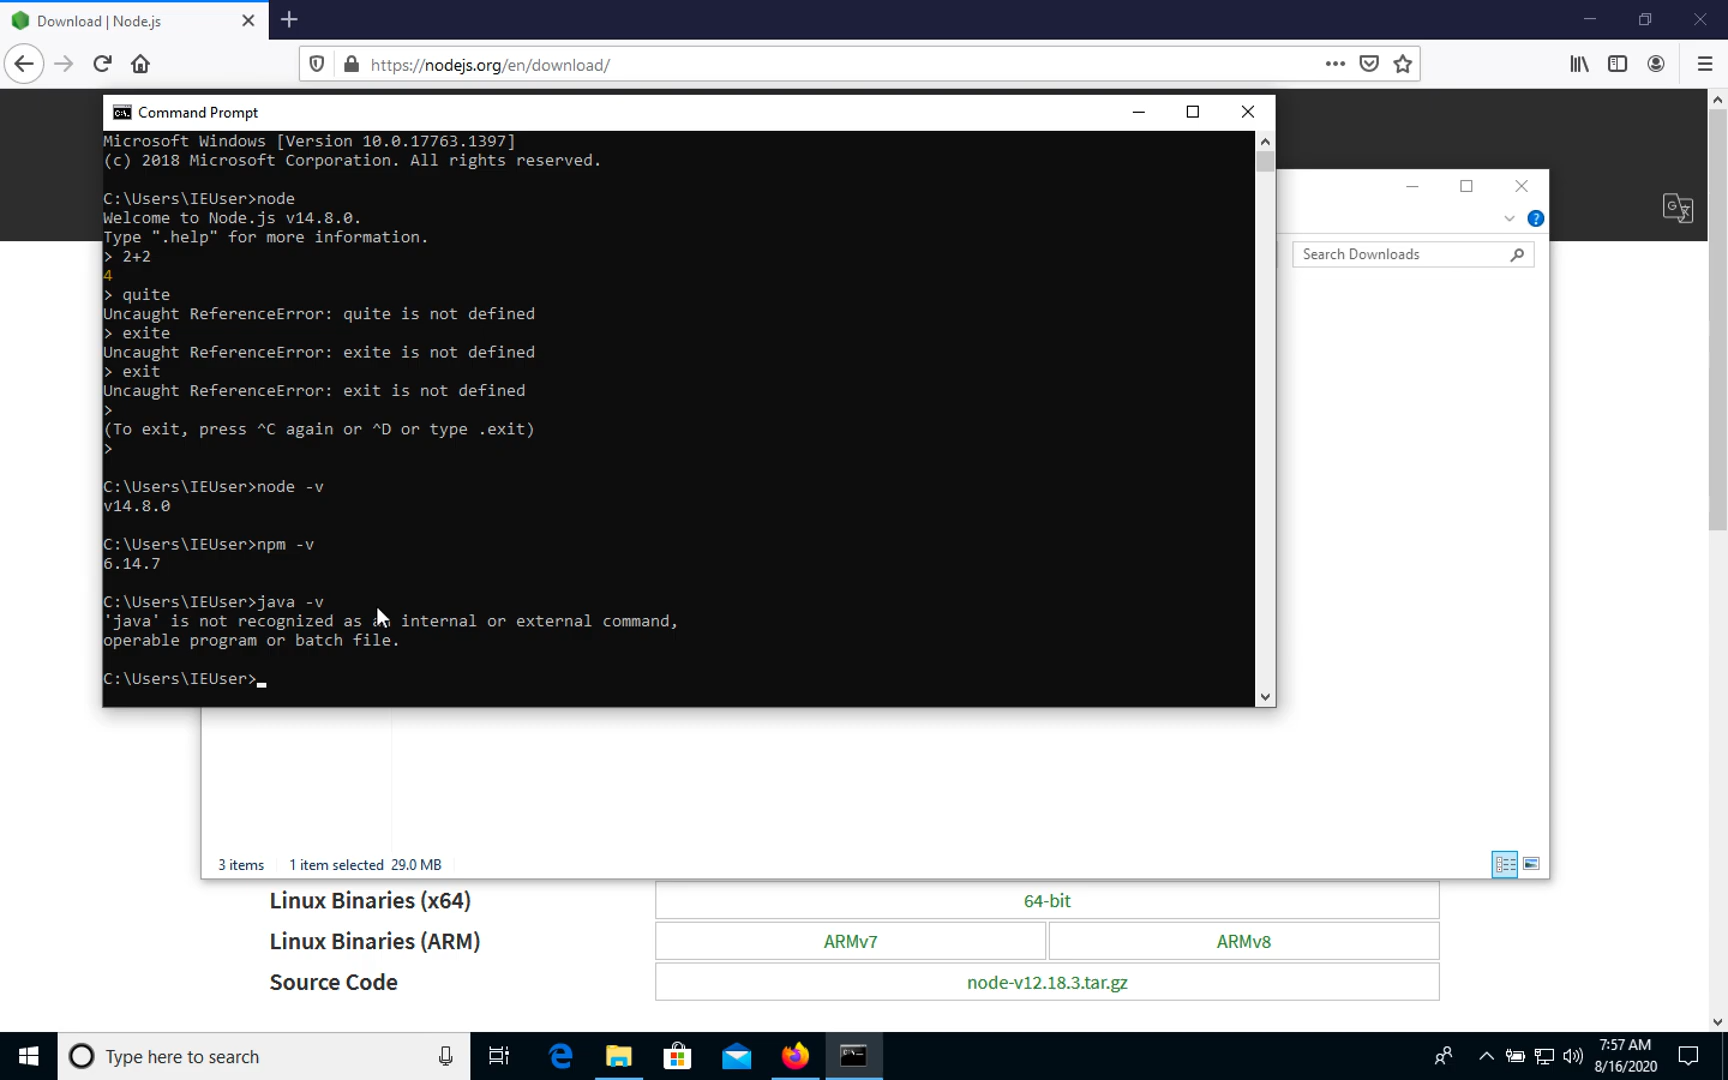 Download | Node.js
https://nodejs.org/en/download/
Command Prompt
Microsoft Windows [Version 10.0.17763.1397]
(c) 2018 Microsoft Corporation. All rights reserved.
C:\Users\IEUser>node
Welcome to Node.js v14.8.0.
Type ".help" for more information.
> 2+2
4
> quite
Uncaught ReferenceError: quite is not defined
> exite
Uncaught ReferenceError: exite is not defined
> exit
Uncaught ReferenceError: exit is not defined
>
(To exit, press ^C again or ^D or type .exit)
>
C:\Users\IEUser>node -v
v14.8.0
C:\Users\IEUser>npm -v
6.14.7
C:\Users\IEUser>java -v
'java' is not recognized as an internal or external command,
operable program or batch file.
C:\Users\IEUser>
Search Downloads
3 items 1 item selected 29.0 MB
Linux Binaries (x64) 64-bit
Linux Binaries (ARM) ARMv7 ARMv8
Source Code node-v12.18.3.tar.gz
Type here to search
7:57 AM
8/16/2020